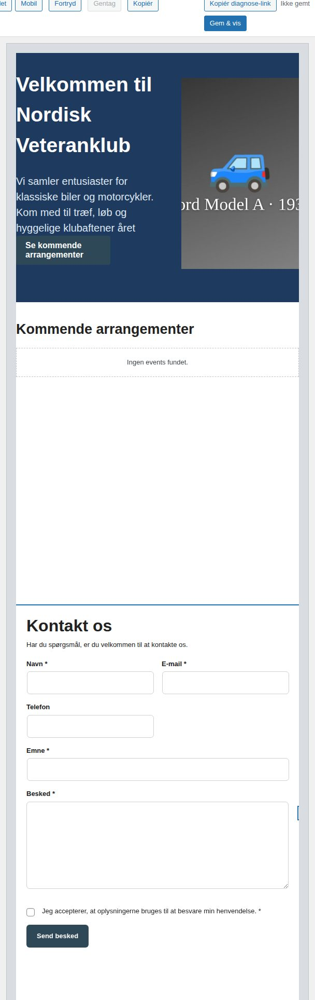 let Mobil Fortryd Gentag Kopiér Kopiér diagnose-link Ikke gemt
Gem & vis
Velkommen til
Nordisk
Veteranklub
Vi samler entusiaster for
klassiske biler og motorcykler.
Kom med til træf, løb og
hyggelige klubaftener året
Se kommende
arrangementer
ord Model A · 193
Kommende arrangementer
Ingen events fundet.
Kontakt os
Har du spørgsmål, er du velkommen til at kontakte os.
Navn * E-mail *
Telefon
Emne *
Besked *
Jeg accepterer, at oplysningerne bruges til at besvare min henvendelse. *
Send besked